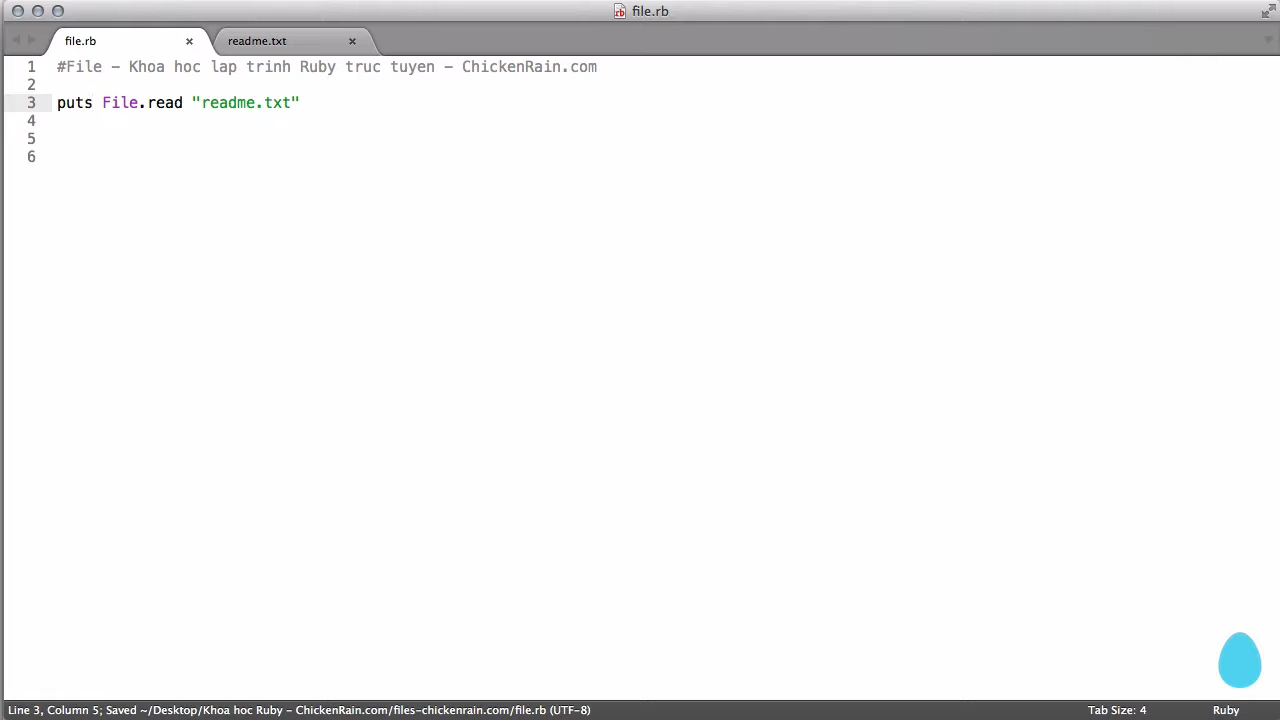 rb file.rb
file.rb × readme.txt ×
1 #File - Khoa hoc lap trinh Ruby truc tuyen - ChickenRain.com
2
3 puts File.read "readme.txt"
4
5
6
Line 3, Column 5; Saved ~/Desktop/Khoa hoc Ruby - ChickenRain.com/files-chickenrain.com/file.rb (UTF-8) Tab Size: 4 Ruby